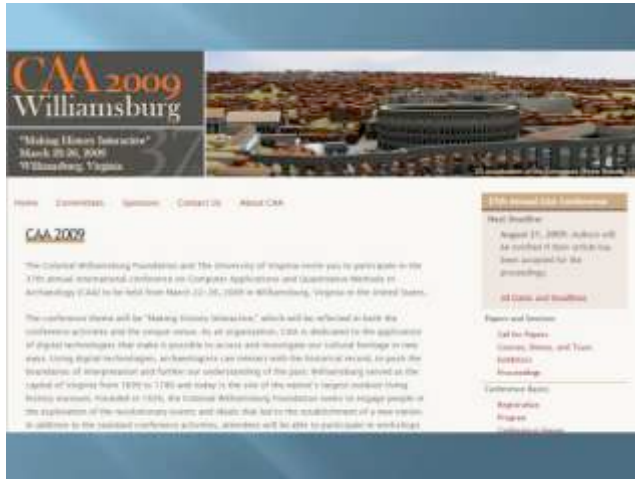 CAA 2009
Williamsburg
"Making History Interactive"
March 22-26, 2009
Williamsburg, Virginia
37
Home Committees Sponsors Contact Us About CAA
CAA 2009
The Colonial Williamsburg Foundation and The University of Virginia invite you to participate in the
37th annual international conference on Computer Applications and Quantitative Methods in
Archaeology (CAA) to be held from March 22-26, 2009 in Williamsburg, Virginia in the United States.
The conference theme will be "Making History Interactive," which will be reflected in both the
conference activities and the unique venue. As an organization, CAA is dedicated to the application
of digital technologies that make it possible to access and investigate our cultural heritage in new
ways. Using digital technologies, archaeologists can interact with the historical record, to push the
boundaries of interpretation and further our understanding of the past. Williamsburg served as the
capital of Virginia from 1699 to 1780 and today is the site of the nation's largest outdoor living
history museum. Founded in 1926, the Colonial Williamsburg Foundation seeks to engage people in
the exploration of the revolutionary events and ideals that led to the establishment of a new nation.
In addition to the standard conference activities, attendees will be able to participate in workshops
37th Annual CAA Conference
Next Deadline
August 31, 2009: Authors will
be notified if their article has
been accepted for the
proceedings.
All Dates and Deadlines
Papers and Sessions
Call for Papers
Courses, Demos, and Tours
Exhibitors
Proceedings
Conference Basics
Registration
Program